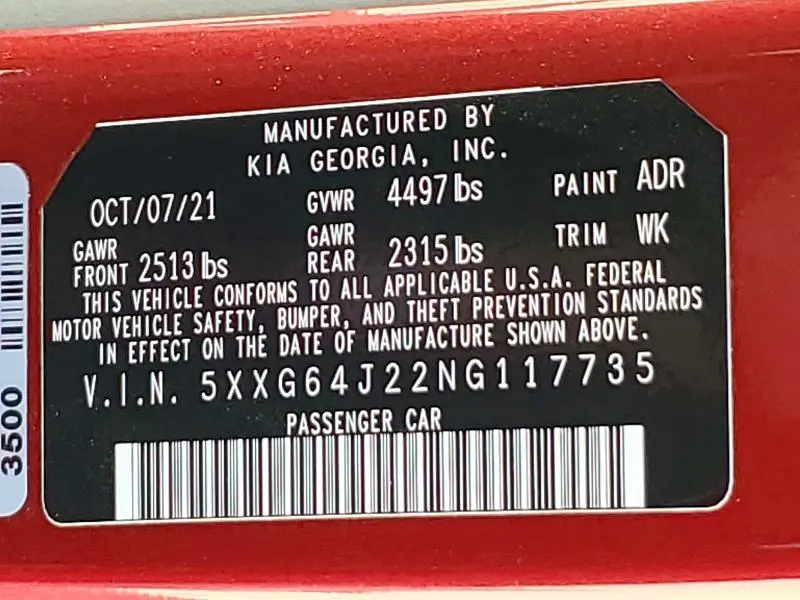 MANUFACTURED BY
KIA GEORGIA, INC.
OCT/07/21 GVWR 4497 lbs PAINT ADR
GAWR FRONT 2513 lbs GAWR REAR 2315 lbs TRIM WK
THIS VEHICLE CONFORMS TO ALL APPLICABLE U.S.A. FEDERAL
MOTOR VEHICLE SAFETY, BUMPER, AND THEFT PREVENTION STANDARDS
IN EFFECT ON THE DATE OF MANUFACTURE SHOWN ABOVE.
V.I.N. 5XXG64J22NG117735
PASSENGER CAR
3500